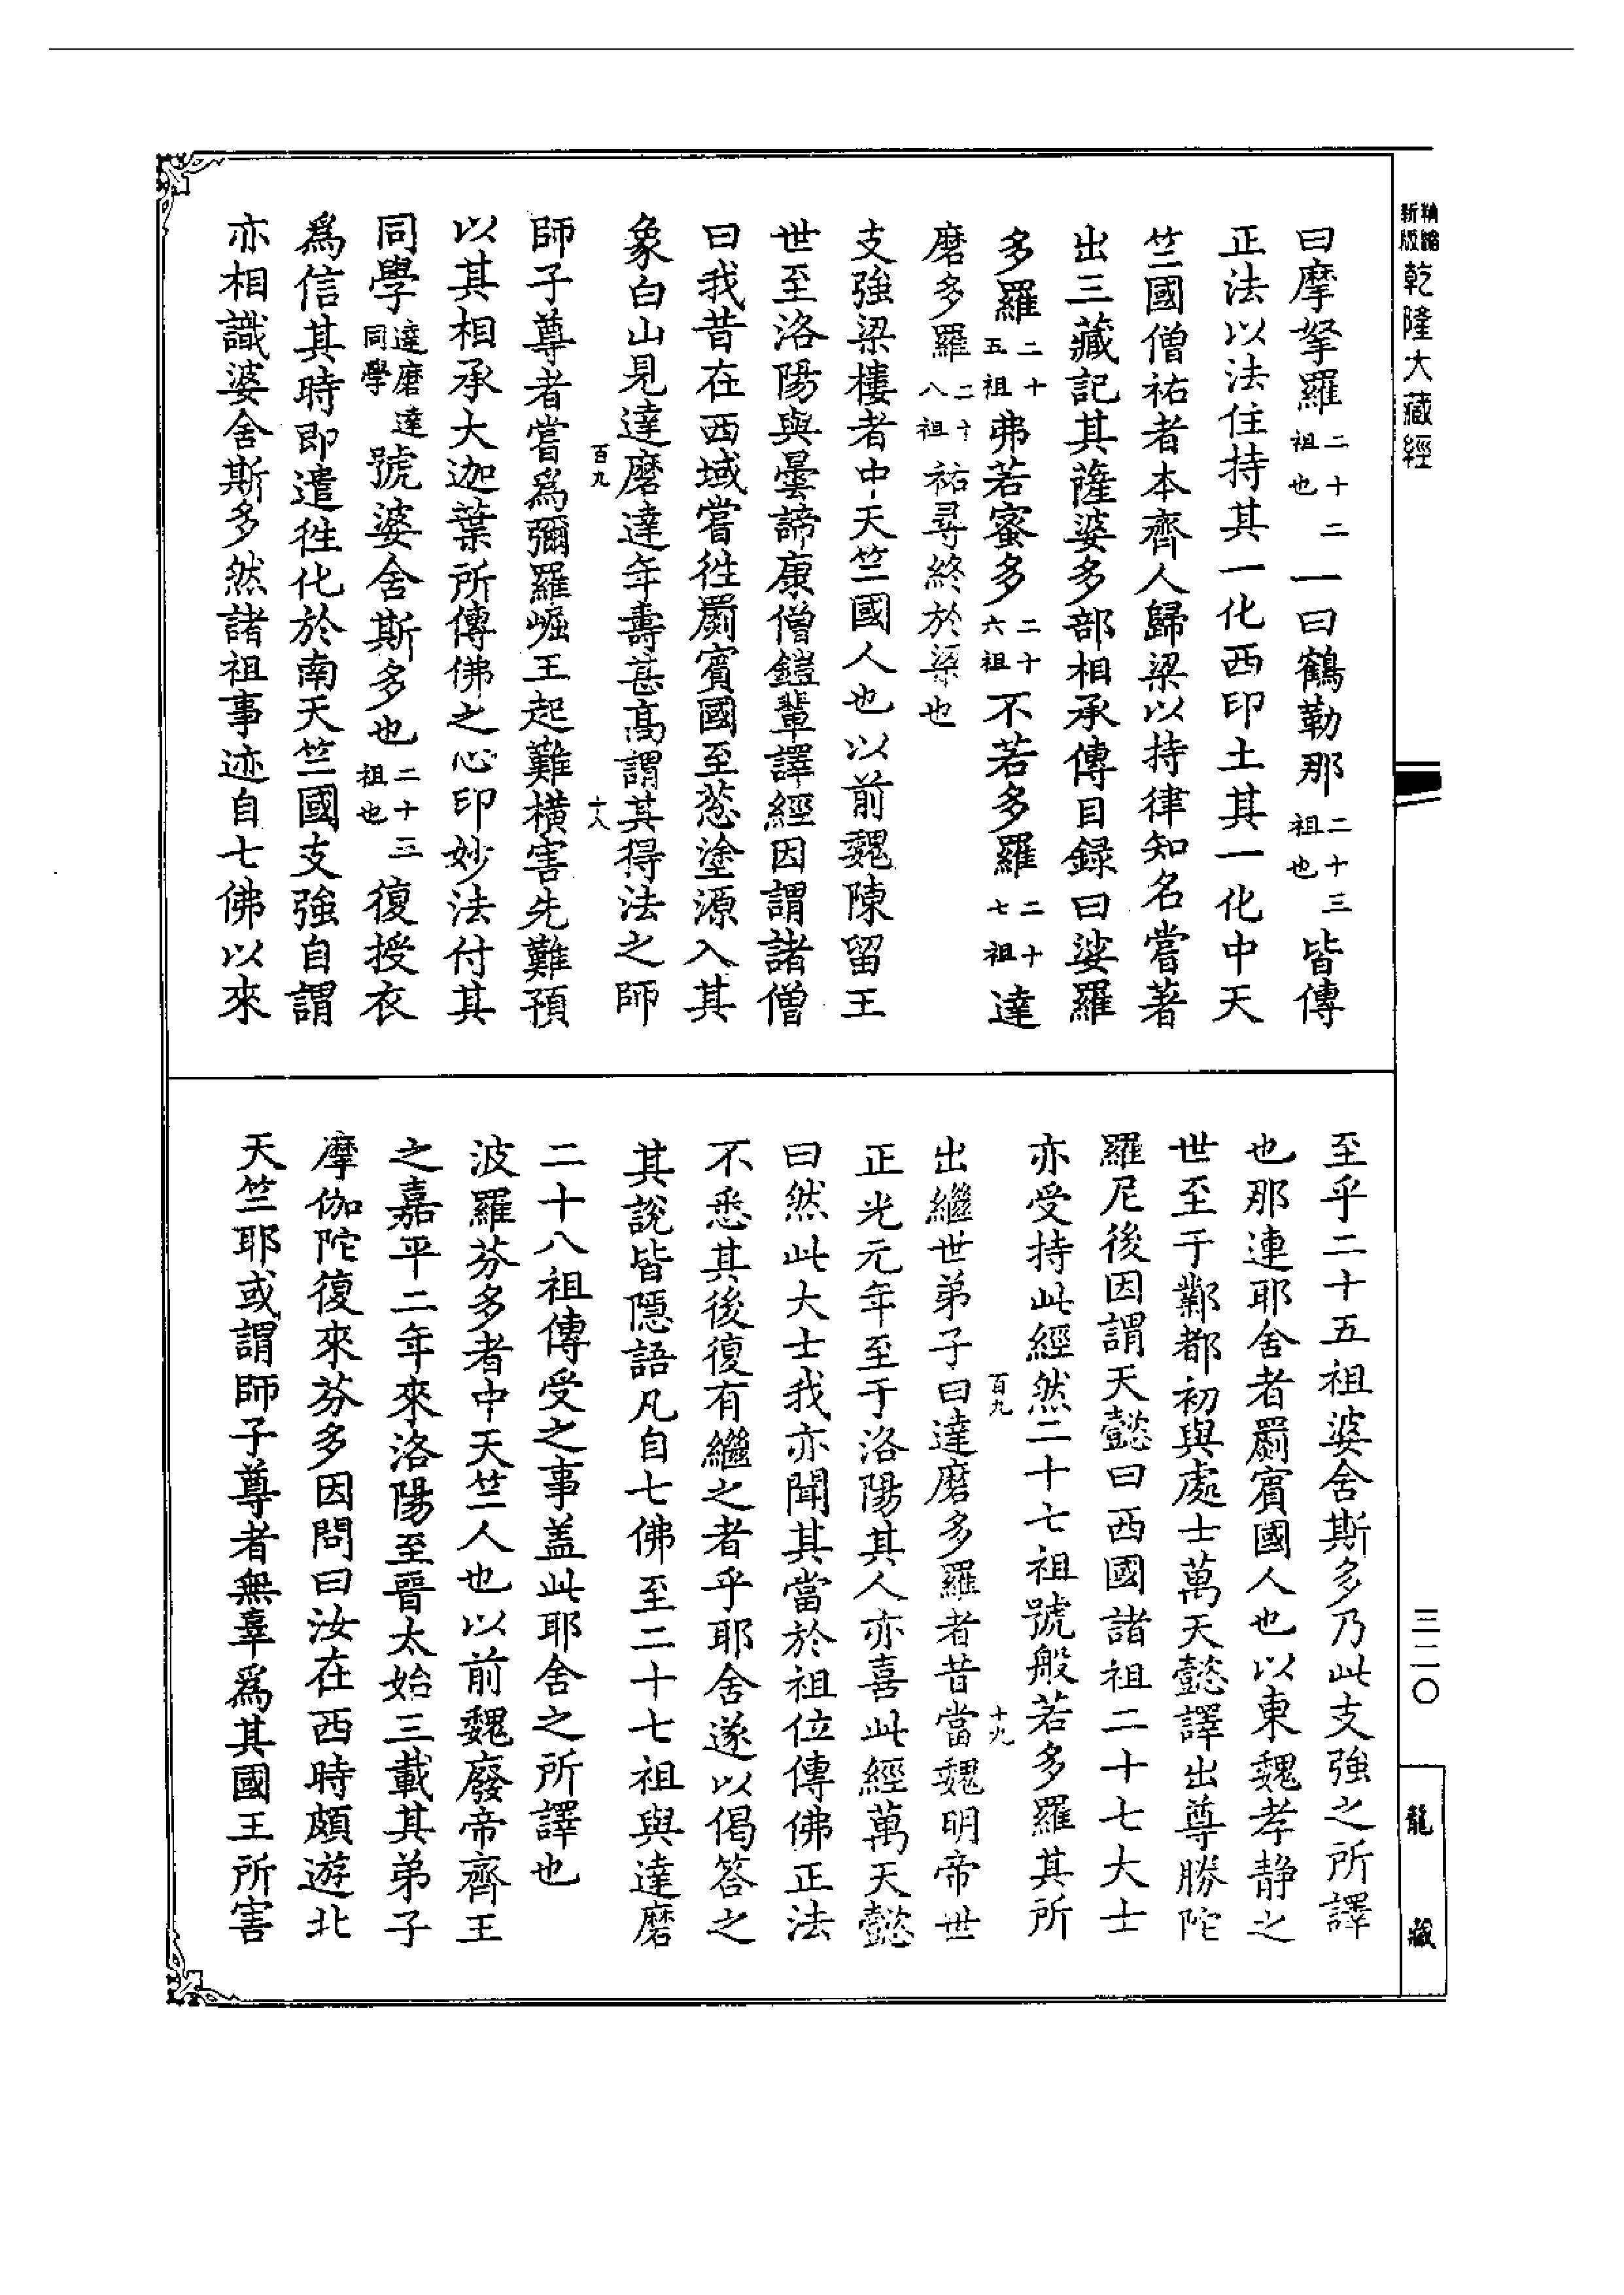 精縮新版乾隆大藏經
曰摩拏羅二十二祖也一曰鶴勒那二十三祖也皆傳
正法以法住持其一化西印土其一化中天
竺國僧祐者本齊人歸梁以持律知名嘗著
出三藏記其薩婆多部相承傳目録曰娑羅
多羅二十五祖弗若蜜多二十六祖不若多羅二十七祖達
磨多羅二十八祖祐尋終於梁也
支強梁樓者中天竺國人也以前魏陳留王
世至洛陽與曇諦康僧鎧輩譯經因謂諸僧
曰我昔在西域嘗徃罽賓國至葱塗源入其
象白山見達磨達年壽甚髙謂其得法之師
百九
十八
師子尊者嘗爲彌羅崛王起難横害先難預
以其相承大迦葉所傳佛之心印妙法付其
同學達磨達同學號婆舍斯多也二十三祖也復授衣
爲信其時即遣徃化於南天竺國支強自謂
亦相識婆舍斯多然諸祖事迹自七佛以來
三二〇
龍藏
至乎二十五祖婆舍斯多乃此支強之所譯
也那連耶舍者罽賓國人也以東魏孝静之
世至于鄴都初與處士萬天懿譯出尊勝陀
羅尼後因謂天懿曰西國諸祖二十七大士
亦受持此經然二十七祖號般若多羅其所
百九
十九
出繼世弟子曰達磨多羅者昔當魏明帝世
正光元年至于洛陽其人亦喜此經萬天懿
曰然此大士我亦聞其當於祖位傳佛正法
不悉其後復有繼之者乎耶舍遂以偈答之
其說皆隱語凡自七佛至二十七祖與達磨
二十八祖傳受之事盖此耶舍之所譯也
波羅芬多者中天竺人也以前魏廢帝齊王
之嘉平二年來洛陽至晉太始三載其弟子
摩伽陀復來芬多因問曰汝在西時頗遊北
天竺耶或謂師子尊者無辜爲其國王所害